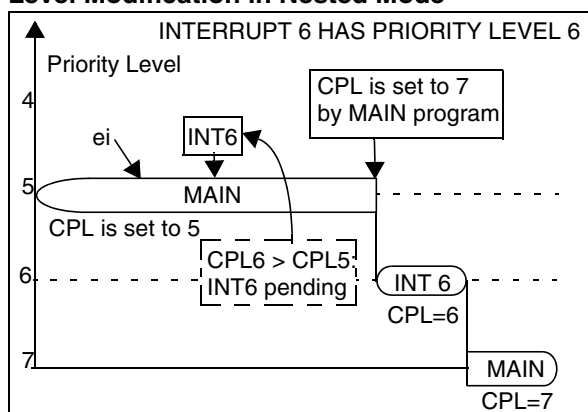 Level Modification in Nested Mode
INTERRUPT 6 HAS PRIORITY LEVEL 6
Priority Level
CPL is set to 7
by MAIN program
4
ei
INT6
5
MAIN
CPL is set to 5
CPL6 > CPL5:
INT6 pending
6
INT 6
CPL=6
7
MAIN
CPL=7